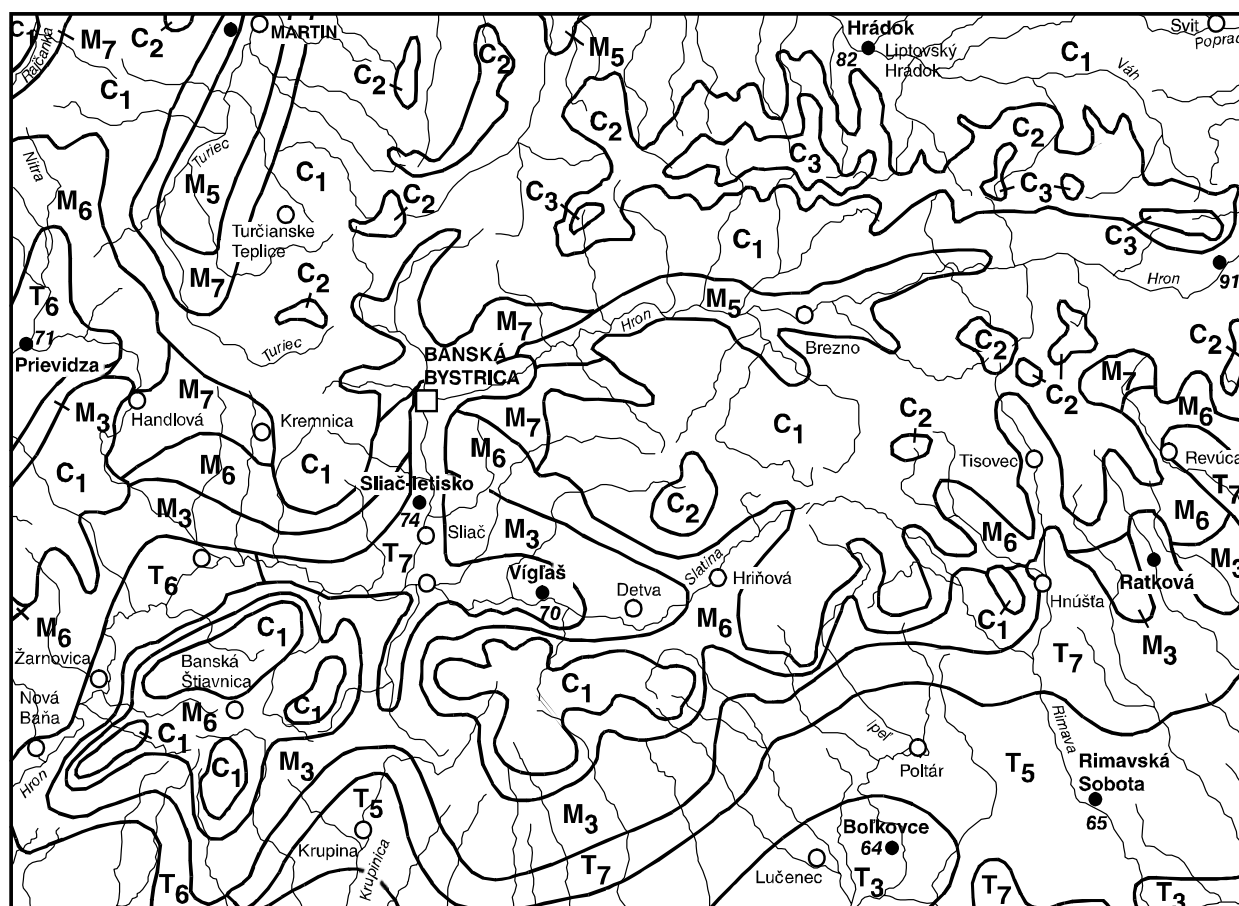 C1
M7
C2
MARTIN
C2
C2
M5
Hrádok
82
Liptovský
Hrádok
C1
Svit
Poprad
Váh
Rajčanka
C1
Nitra
M6
Turiec
M5
C1
Turčianske
Teplice
M7
C2
C2
C3
C3
C2
C3
C1
C3
Hron
91
T6
71
Prievidza
C2
Turiec
M7
BANSKÁ
BYSTRICA
Hron
M5
Brezno
C2
C2
C2
M7
M6
M3
Handlová
M7
Kremnica
M7
C1
C2
Tisovec
Revúca
C1
M6
C1
M6
Sliač-letisko
74
C2
T7
M3
Sliač
M3
M6
M6
M3
T6
T7
Vígľaš
70
Detva
Slatina
Hriňová
C1
Hnúšťa
Ratková
M6
Žarnovica
C1
Banská
Štiavnica
M6
M3
T7
Nová
Baňa
M6
C1
C1
C1
Hron
C1
M3
Ipeľ
Poltár
Rimava
T5
Rimavská
Sobota
65
T5
Krupina
Krupinica
M3
T7
Boľkovce
64
Lučenec
T3
T6
T7
T3